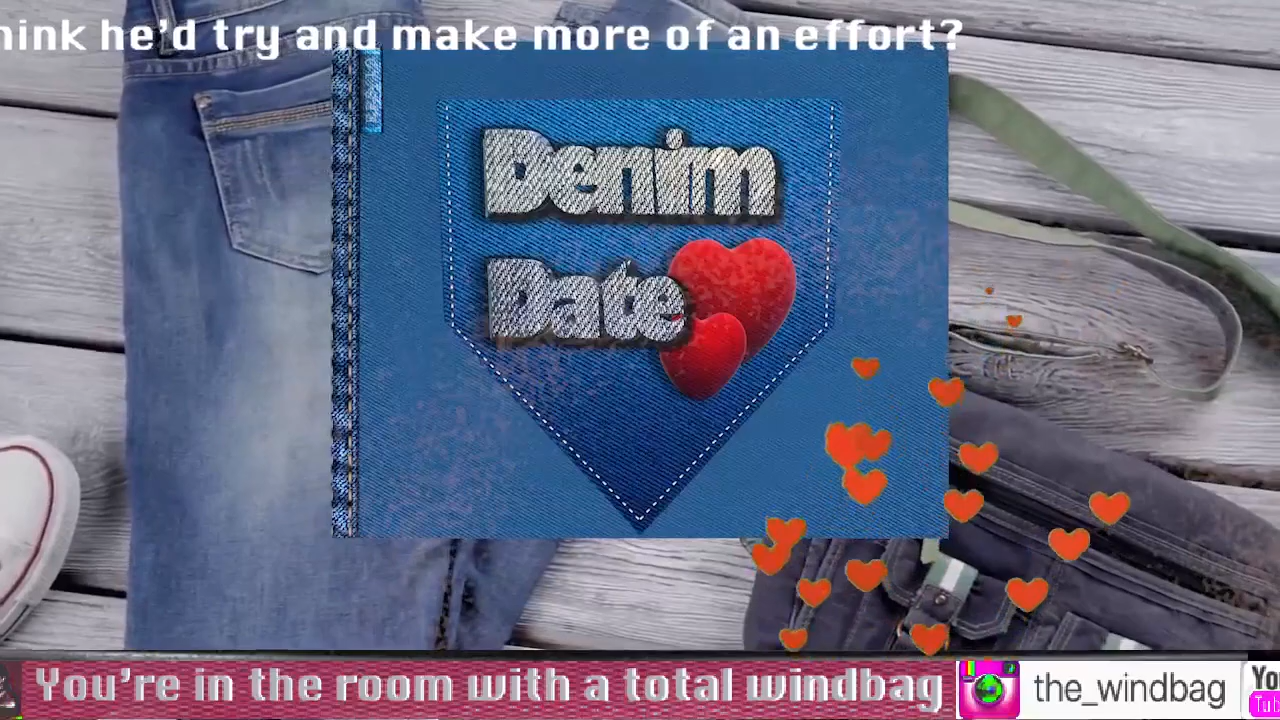 he'd try and make more of an effort?
Denim
Date
You're in the room with a total windbag
the_windbag